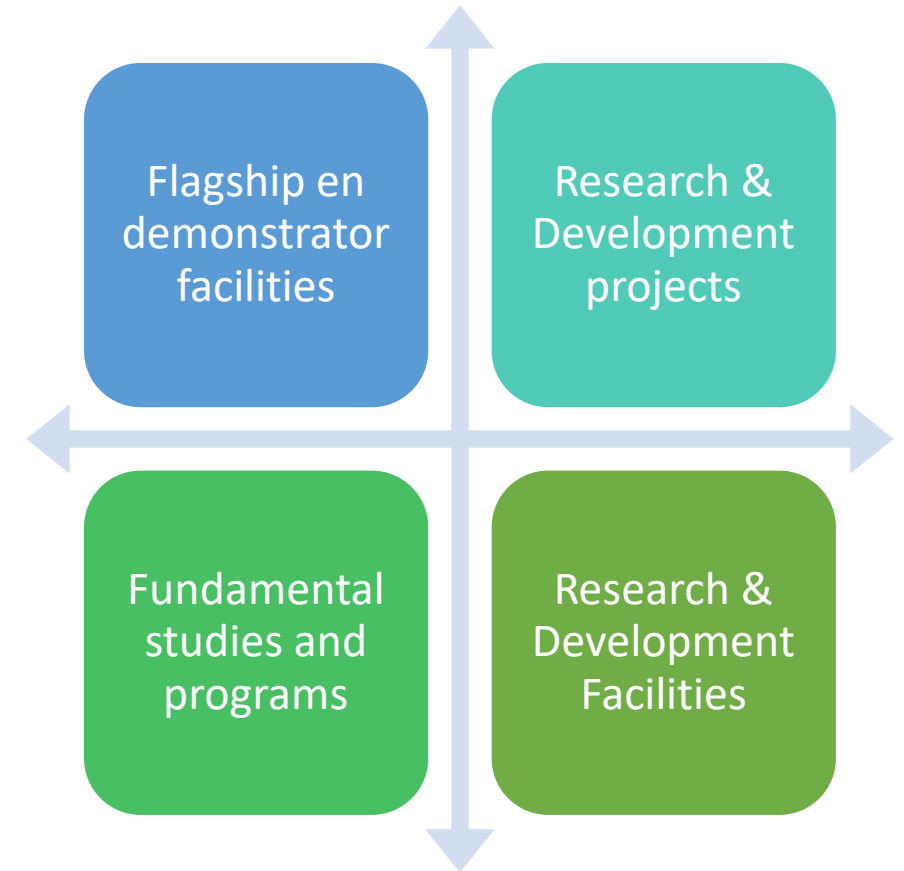 Flagship en
demonstrator
facilities
Research &
Development
projects
Fundamental
studies and
programs
Research &
Development
Facilities